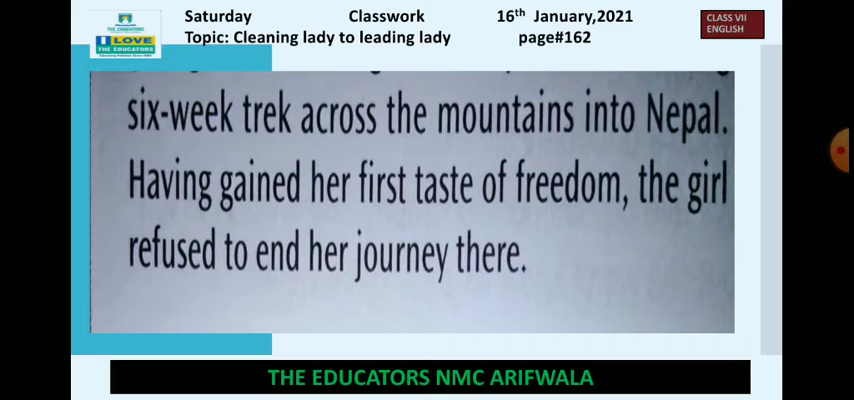 Saturday Classwork 16th January,2021
Topic: Cleaning lady to leading lady page#162
CLASS VII
ENGLISH
THE EDUCATORS
I LOVE
THE EDUCATORS
six-week trek across the mountains into Nepal.
Having gained her first taste of freedom, the girl
refused to end her journey there.
THE EDUCATORS NMC ARIFWALA